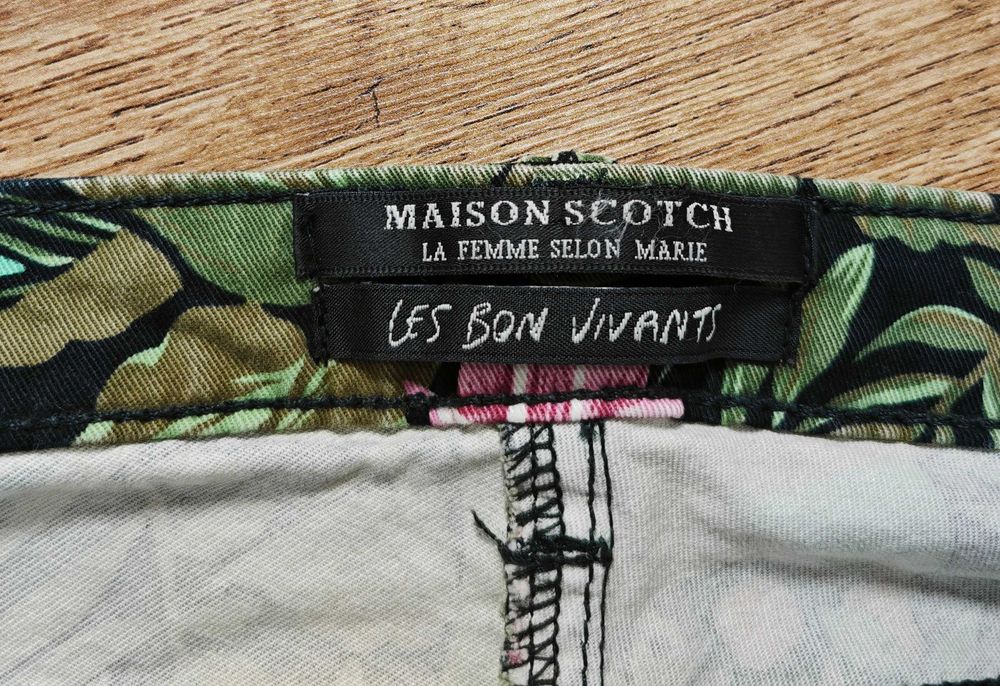 MAISON SCOTCH
LA FEMME SELON MARIE
LES BON VIVANTS